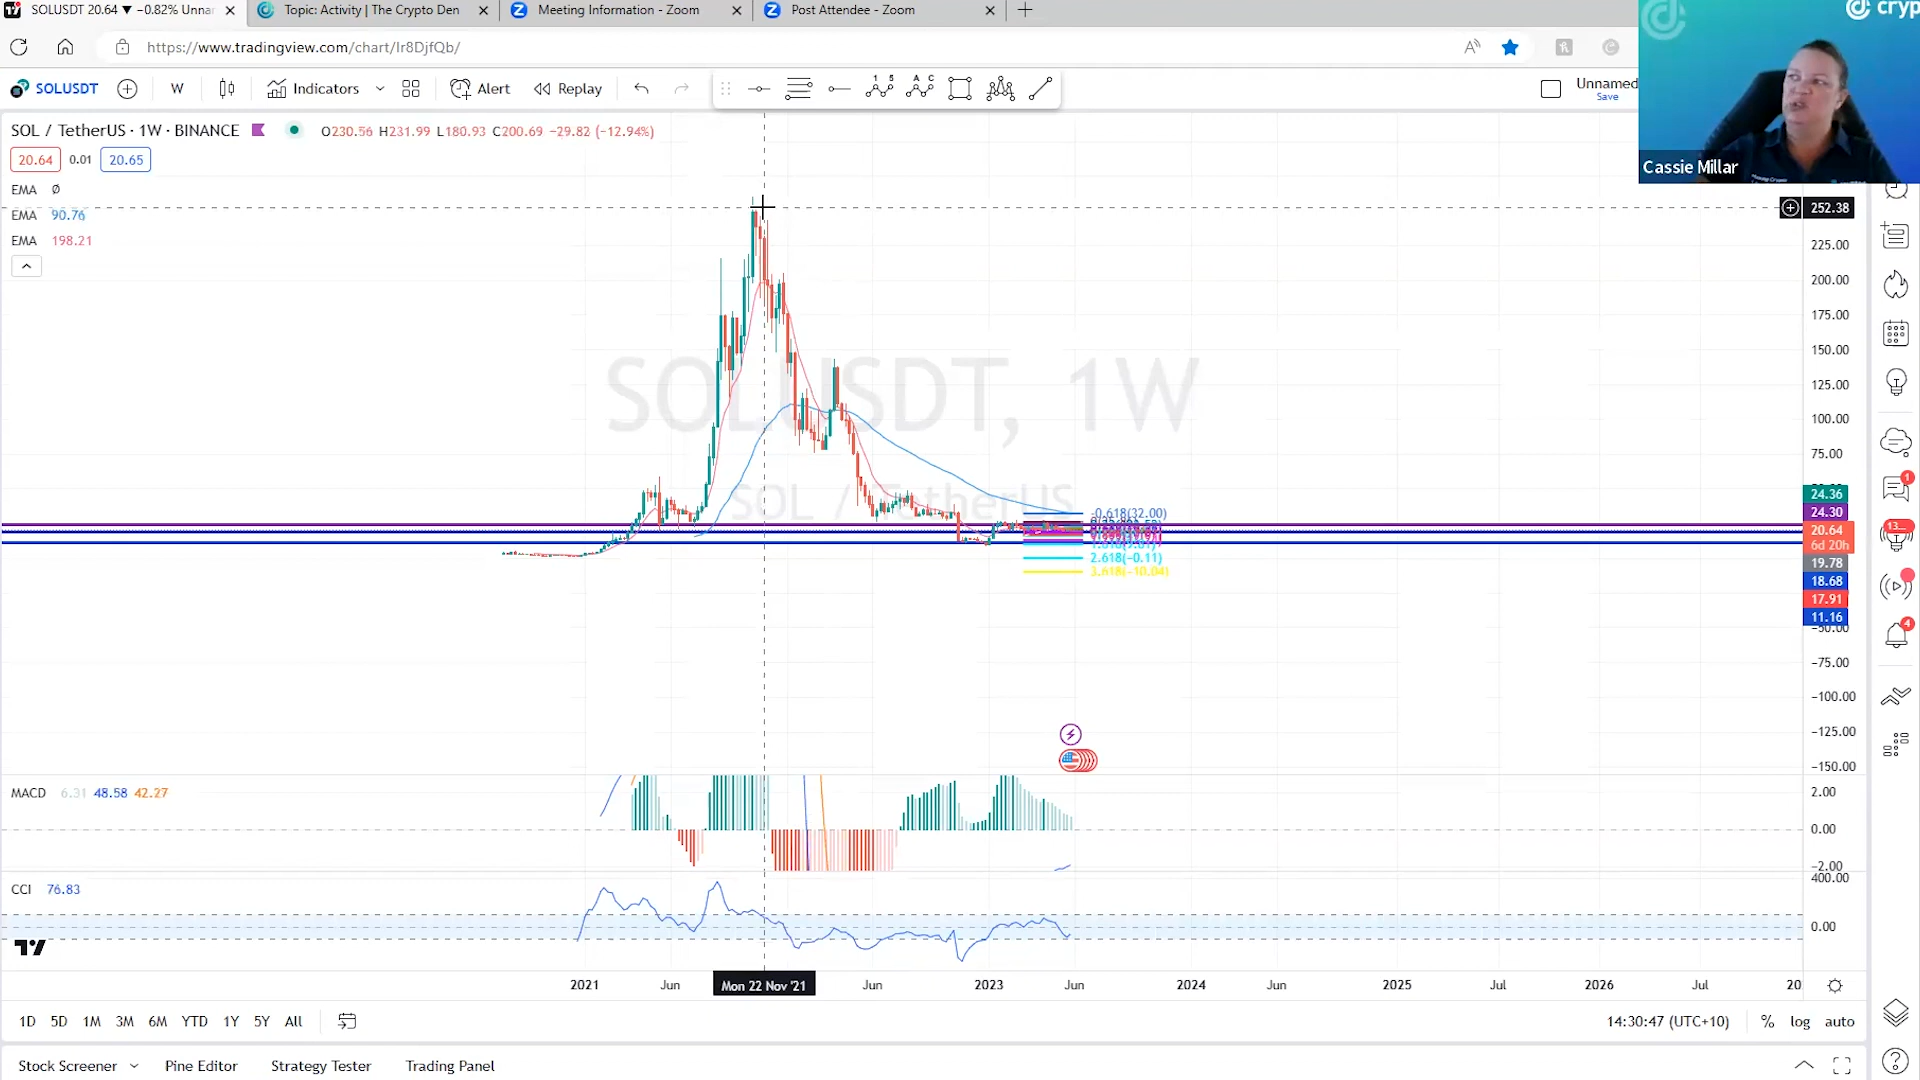 SOLUSDT 20.64 ▼ −0.82% Unnar
Topic: Activity | The Crypto Den
Meeting Information - Zoom
Post Attendee - Zoom
cryp
https://www.tradingview.com/chart/Ir8DjfQb/
SOLUSDT
W
Indicators
Alert
Replay
Unnamed
Save
SOL / TetherUS · 1W · BINANCE
O230.56 H231.99 L180.93 C200.69 −29.82 (−12.94%)
20.64
0.01
20.65
Cassie Millar
EMA Ø
EMA 90.76
EMA 198.21
252.38
225.00
200.00
175.00
150.00
125.00
100.00
75.00
SOLUSDT, 1W
SOL / TetherUS
24.36
24.30
20.64
6d 20h
19.78
18.68
17.91
11.16
-0.618(32.00)
2.618(−0.11)
3.618(−10.04)
−50.00
−75.00
−100.00
−125.00
−150.00
MACD 6.31 48.58 42.27
2.00
0.00
−2.00
CCI 76.83
400.00
0.00
2021
Jun
Mon 22 Nov '21
Jun
2023
Jun
2024
Jun
2025
Jul
2026
Jul
20
1D 5D 1M 3M 6M YTD 1Y 5Y All
14:30:47 (UTC+10)
% log auto
Stock Screener
Pine Editor
Strategy Tester
Trading Panel